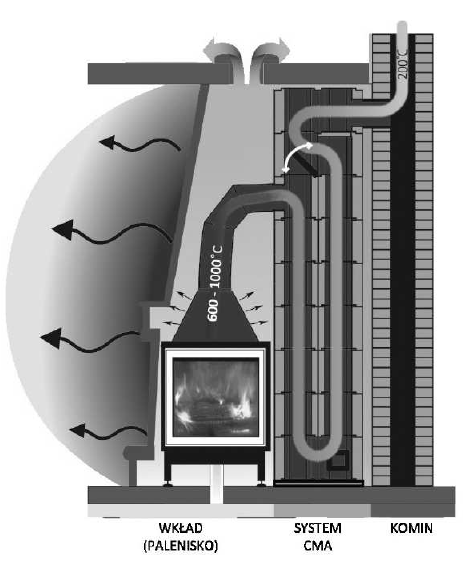 200°C
600 - 1000°C
WKŁAD
(PALENISKO)
SYSTEM
CMA
KOMIN